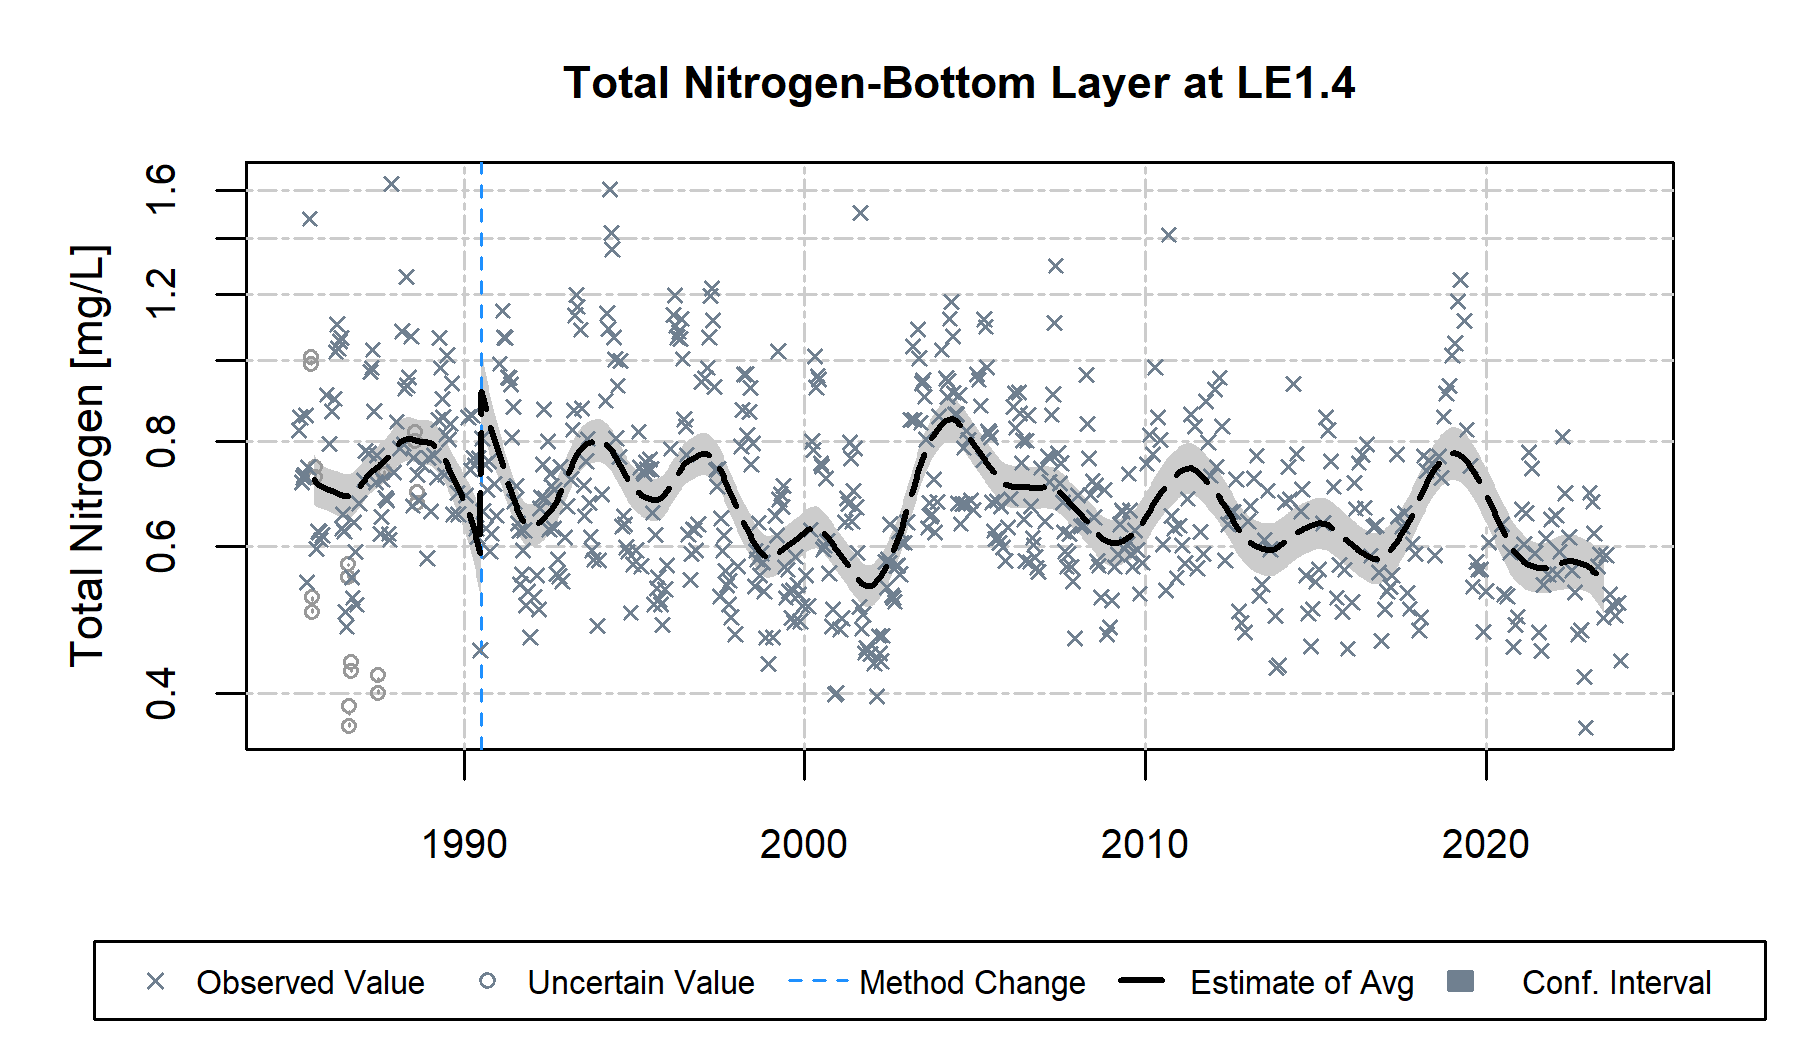 Total Nitrogen-Bottom Layer at LE1.4
Total Nitrogen [mg/L]
1.6
1.2
0.8
0.6
0.4
1990 2000 2010 2020
Observed Value Uncertain Value Method Change Estimate of Avg Conf. Interval